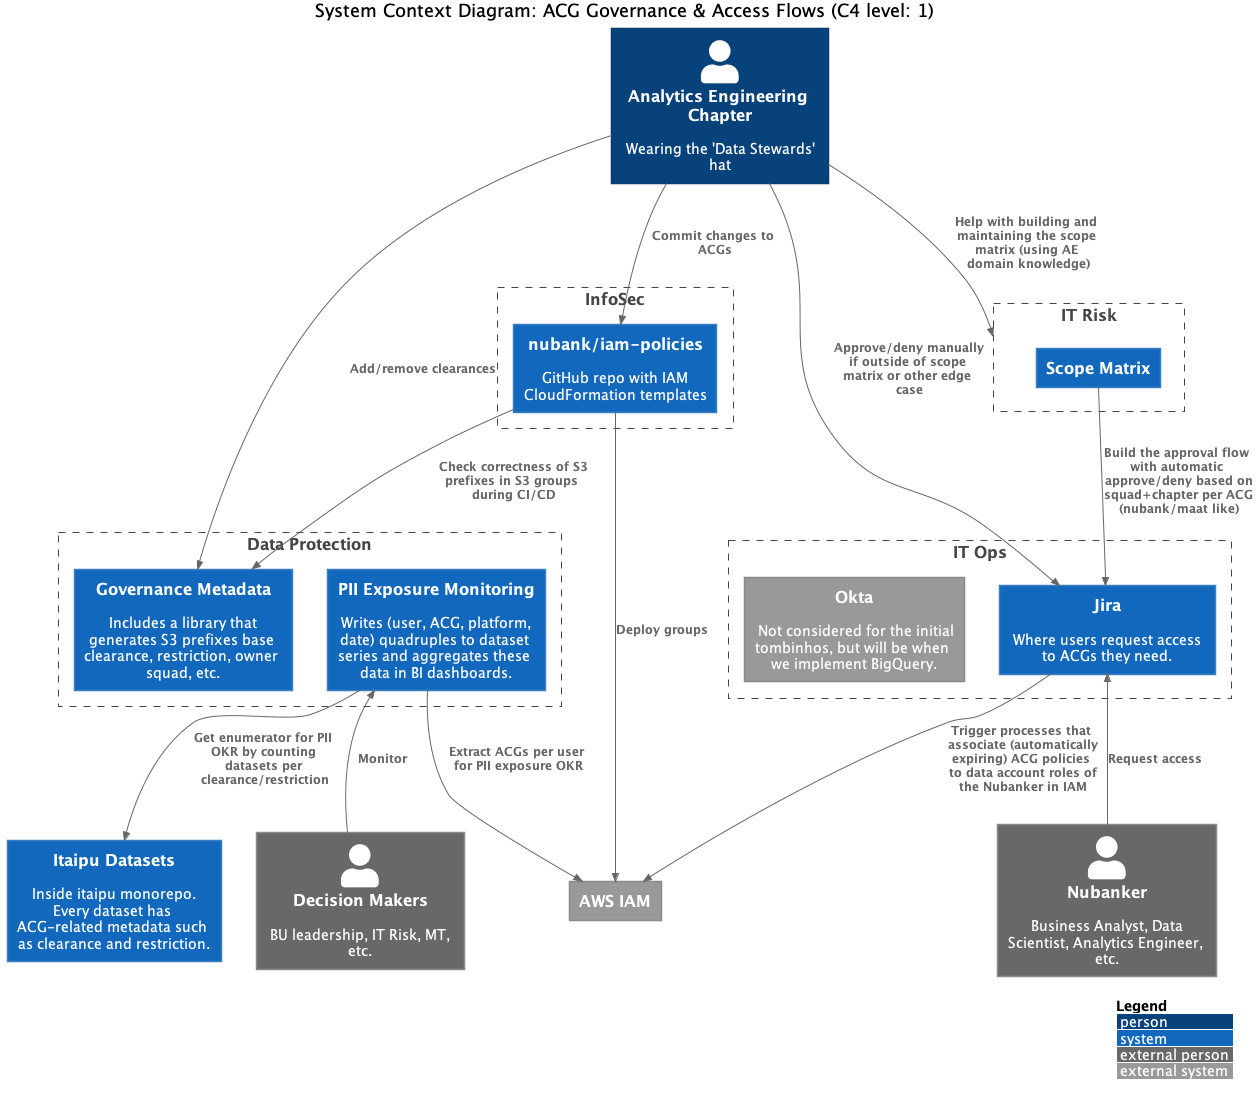 System Context Diagram: ACG Governance & Access Flows (C4 level: 1)
Analytics Engineering
Chapter
Wearing the 'Data Stewards'
hat
Commit changes to
ACGs
Help with building and
maintaining the scope
matrix (using AE
domain knowledge)
Add/remove clearances
Approve/deny manually
if outside of scope
matrix or other edge
case
InfoSec
nubank/iam-policies
GitHub repo with IAM
CloudFormation templates
IT Risk
Scope Matrix
Check correctness of S3
prefixes in S3 groups
during CI/CD
Build the approval flow
with automatic
approve/deny based on
squad+chapter per ACG
(nubank/maat like)
Data Protection
Governance Metadata
Includes a library that
generates S3 prefixes base
clearance, restriction, owner
squad, etc.
PII Exposure Monitoring
Writes (user, ACG, platform,
date) quadruples to dataset
series and aggregates these
data in BI dashboards.
Deploy groups
IT Ops
Okta
Not considered for the initial
tombinhos, but will be when
we implement BigQuery.
Jira
Where users request access
to ACGs they need.
Get enumerator for PII
OKR by counting
datasets per
clearance/restriction
Monitor
Extract ACGs per user
for PII exposure OKR
Trigger processes that
associate (automatically
expiring) ACG policies
to data account roles of
the Nubanker in IAM
Request access
Itaipu Datasets
Inside itaipu monorepo.
Every dataset has
ACG-related metadata such
as clearance and restriction.
Decision Makers
BU leadership, IT Risk, MT,
etc.
AWS IAM
Nubanker
Business Analyst, Data
Scientist, Analytics Engineer,
etc.
Legend
person
system
external person
external system